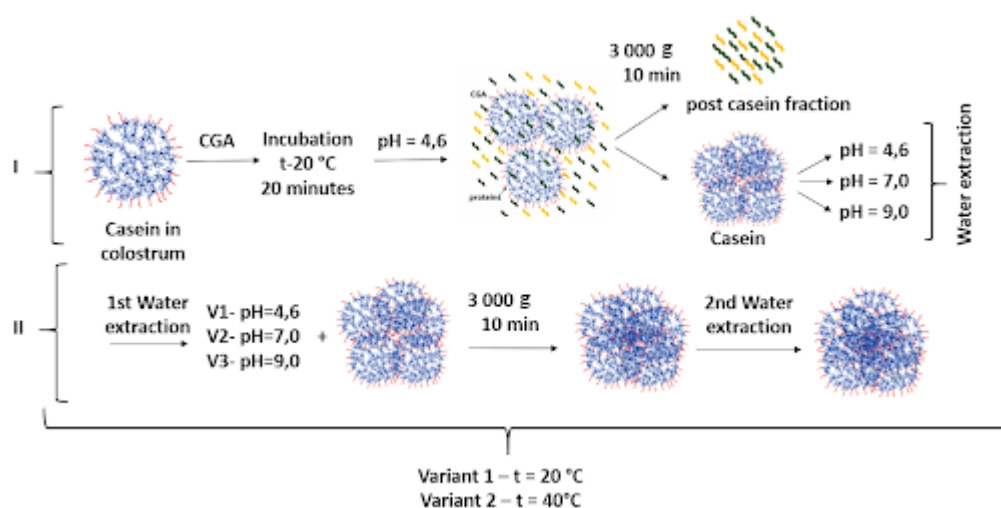 I
Casein in
colostrum
CGA
Incubation
t-20 °C
20 minutes
pH = 4,6
CGA
proteins
3 000 g
10 min
post casein fraction
Casein
pH = 4,6
pH = 7,0
pH = 9,0
Water extraction
II
1st Water
extraction
V1- pH=4,6
V2- pH=7,0
V3- pH=9,0
+
3 000 g
10 min
2nd Water
extraction
Variant 1 – t = 20 °C
Variant 2 – t = 40°C